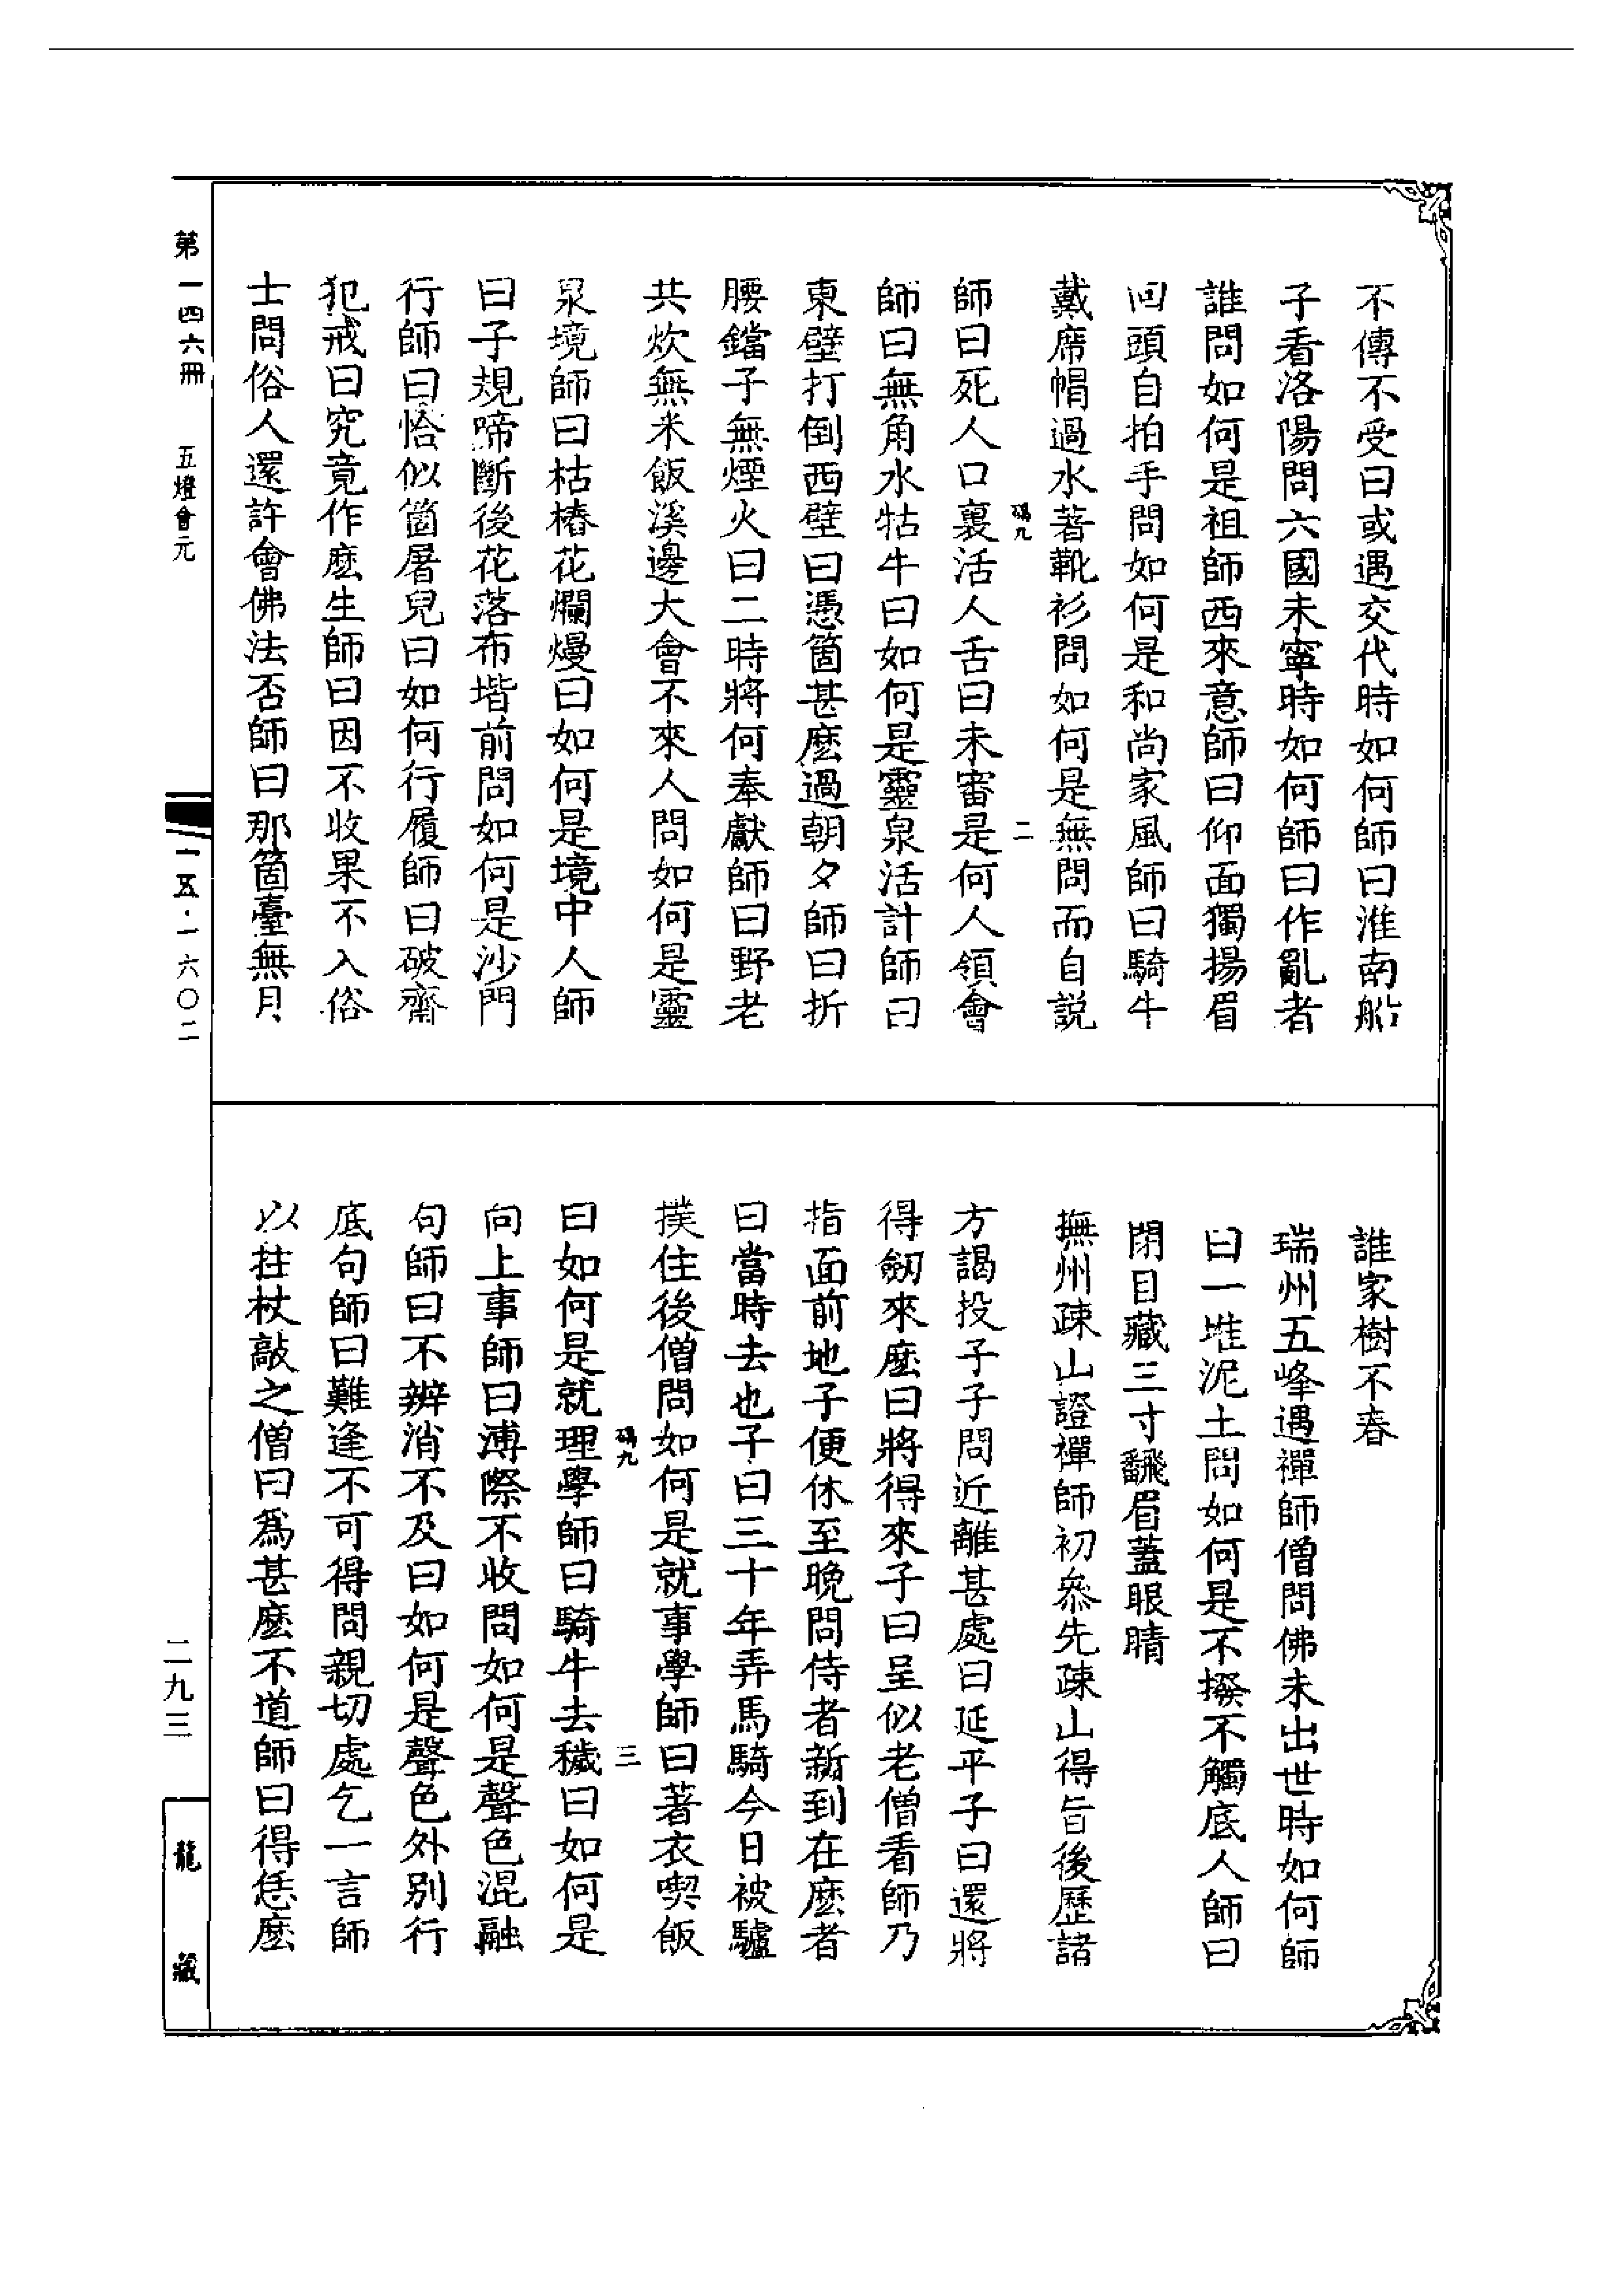 不傳不受曰或遇交代時如何師曰淮南船
子看洛陽問六國未寧時如何師曰作亂者
誰問如何是祖師西來意師曰仰面獨揚眉
回頭自拍手問如何是和尚家風師曰騎牛
戴席帽過水著靴衫問如何是無問而自説
碼九 二
師曰死人口裏活人舌曰未審是何人領會
師曰無角水牯牛曰如何是靈泉活計師曰
東壁打倒西壁曰憑箇甚麽過朝夕師曰折
腰鐺子無煙火曰二時將何奉獻師曰野老
共炊無米飯溪邊大會不來人問如何是靈
泉境師曰枯樁花爛熳曰如何是境中人師
曰子規啼斷後花落布堦前問如何是沙門
行師曰恰似箇屠兒曰如何行履師曰破齋
犯戒曰究竟作麽生師曰因不收果不入俗
士問俗人還許會佛法否師曰那箇臺無月
誰家樹不春
瑞州五峰遇禪師僧問佛未出世時如何師
曰一堆泥土問如何是不撥不觸底人師曰
閉目藏三寸飜眉蓋眼睛
撫州疎山證禪師初叅先疎山得旨後歷諸
方謁投子子問近離甚處曰延平子曰還將
得劒來麽曰將得來子曰呈似老僧看師乃
指面前地子便休至晚問侍者新到在麽者
曰當時去也子曰三十年弄馬騎今日被驢
撲住後僧問如何是就事學師曰著衣喫飯
碼九 三
曰如何是就理學師曰騎牛去穢曰如何是
向上事師曰溥際不收問如何是聲色混融
句師曰不辨消不及曰如何是聲色外別行
底句師曰難逢不可得問親切處乞一言師
以拄杖敲之僧曰爲甚麽不道師曰得恁麽
第一四六冊 五燈會元
一五·一六〇二
二九三
龍藏